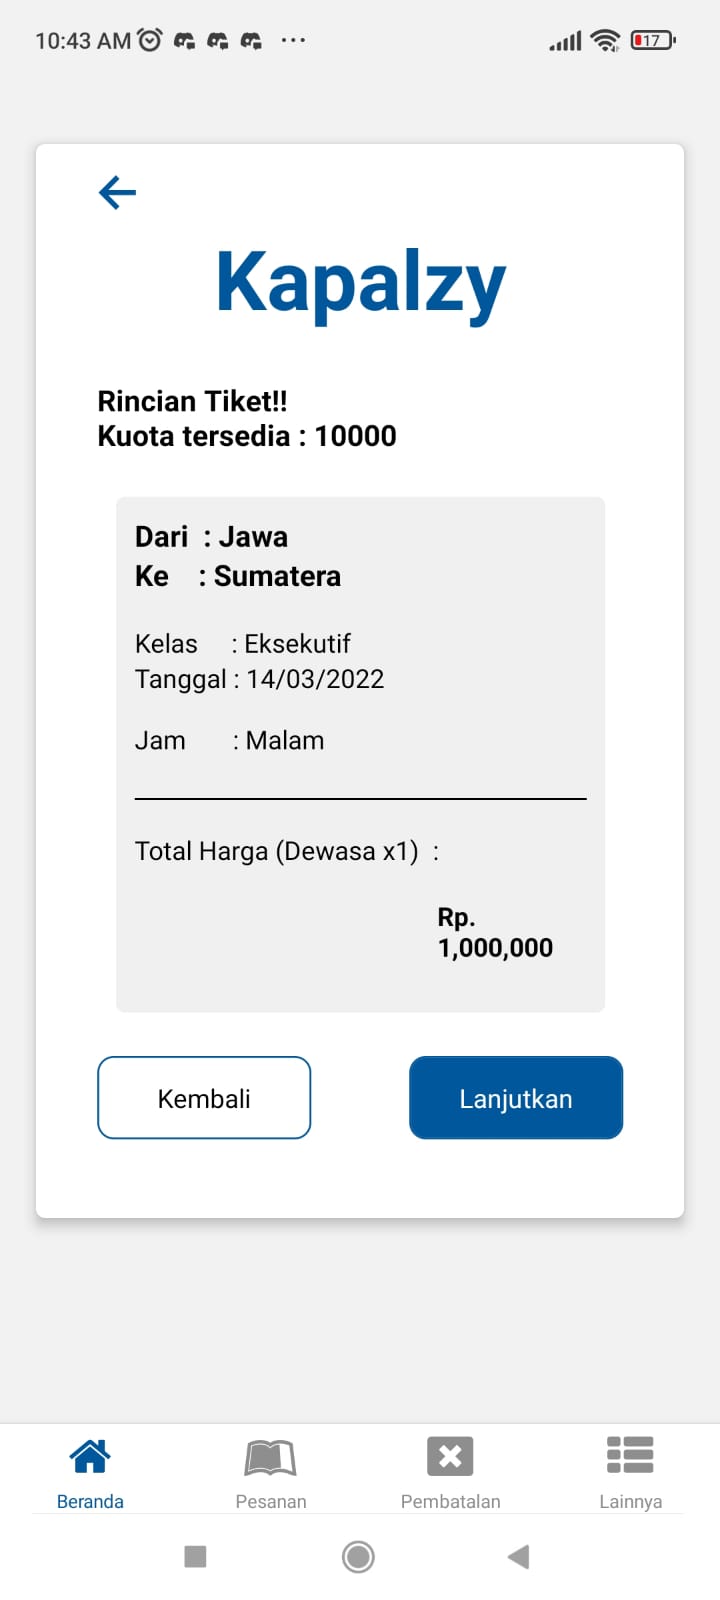 10:43 AM
17
Kapalzy
Rincian Tiket!!
Kuota tersedia : 10000
Dari : Jawa
Ke : Sumatera
Kelas : Eksekutif
Tanggal : 14/03/2022
Jam : Malam
Total Harga (Dewasa x1) :
Rp.
1,000,000
Kembali
Lanjutkan
Beranda
Pesanan
Pembatalan
Lainnya